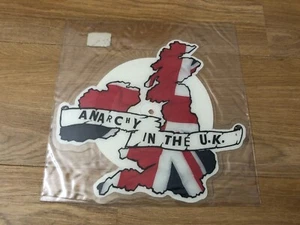 ANARCHY
IN THE U.K.